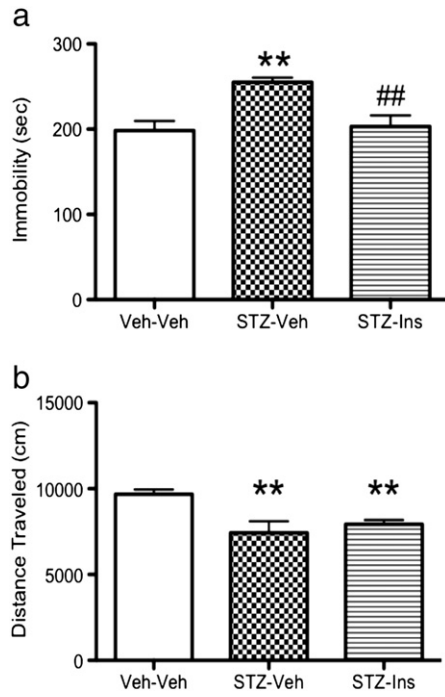 a
300
200
100
0
Immobility (sec)
**
##
Veh-Veh STZ-Veh STZ-Ins
b
15000
10000
5000
0
Distance Traveled (cm)
** **
Veh-Veh STZ-Veh STZ-Ins